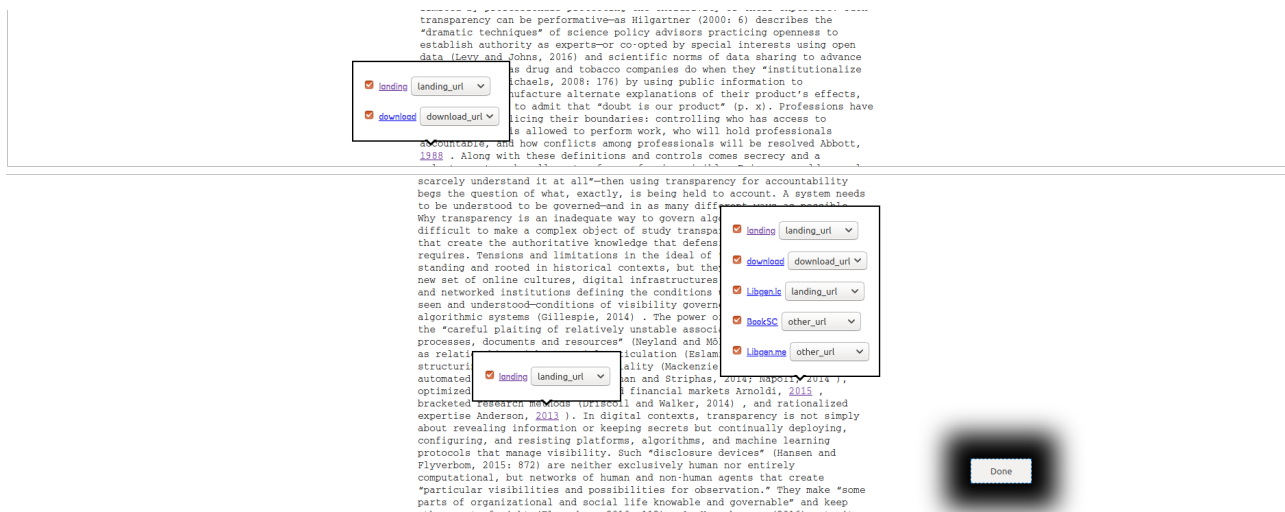 transparency can be performative—as Hilgartner (2000: 6) describes the
“dramatic techniques” of science policy advisors practicing openness to
establish authority as experts—or co-opted by special interests using open
data (Levy and Johns, 2016) and scientific norms of data sharing to advance
as drug and tobacco companies do when they “institutionalize
ichaels, 2008: 176) by using public information to
nufacture alternate explanations of their product’s effects,
to admit that “doubt is our product” (p. x). Professions have
licing their boundaries: controlling who has access to
is allowed to perform work, who will hold professionals
accountable, and how conflicts among professionals will be resolved Abbott,
1988 . Along with these definitions and controls comes secrecy and a
landing landing_url
download download_url
scarcely understand it at all”—then using transparency for accountability
begs the question of what, exactly, is being held to account. A system needs
to be understood to be governed—and in as many different ways as possible.
Why transparency is an inadequate way to govern alg
difficult to make a complex object of study transpa
that create the authoritative knowledge that defens
requires. Tensions and limitations in the ideal of
standing and rooted in historical contexts, but they
new set of online cultures, digital infrastructures
and networked institutions defining the conditions
seen and understood—conditions of visibility govern
algorithmic systems (Gillespie, 2014) . The power o
the “careful plaiting of relatively unstable associa
processes, documents and resources” (Neyland and Mö
as relati iculation (Eslam
structuri ality (Mackenzie
automated an and Striphas, 2014; Napoli, 2014 ),
optimized financial markets Arnoldi, 2015 ,
bracketed research methods (Driscoll and Walker, 2014) , and rationalized
expertise Anderson, 2013 ). In digital contexts, transparency is not simply
about revealing information or keeping secrets but continually deploying,
configuring, and resisting platforms, algorithms, and machine learning
protocols that manage visibility. Such “disclosure devices” (Hansen and
Flyverbom, 2015: 872) are neither exclusively human nor entirely
computational, but networks of human and non-human agents that create
“particular visibilities and possibilities for observation.” They make “some
parts of organizational and social life knowable and governable” and keep
landing landing_url
download download_url
Libgen.lc landing_url
BookSC other_url
Libgen.me other_url
landing landing_url
Done